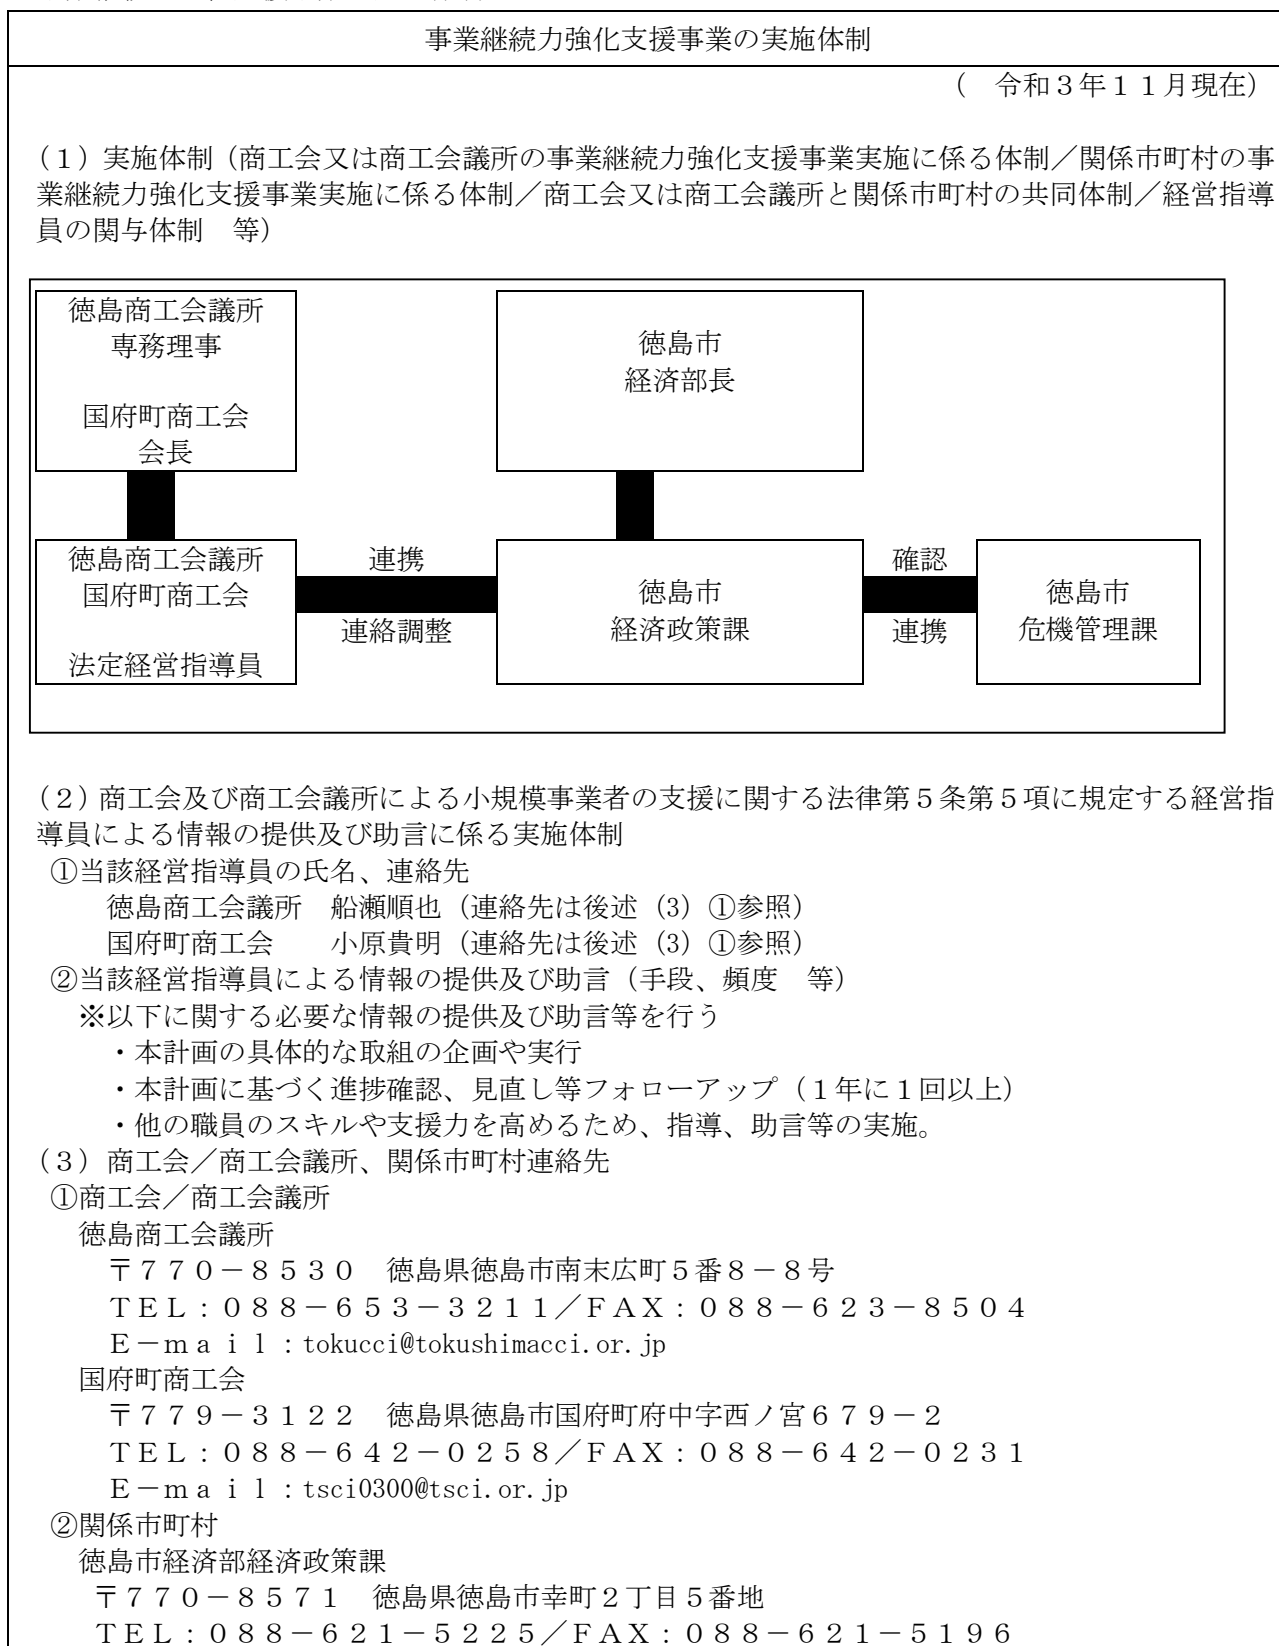 事業継続力強化支援事業の実施体制
（　令和３年１１月現在）
（１）実施体制（商工会又は商工会議所の事業継続力強化支援事業実施に係る体制／関係市町村の事
業継続力強化支援事業実施に係る体制／商工会又は商工会議所と関係市町村の共同体制／経営指導
員の関与体制　等）
徳島商工会議所
専務理事
国府町商工会
会長
徳島市
経済部長
徳島商工会議所
国府町商工会
法定経営指導員
連携
連絡調整
徳島市
経済政策課
確認
連携
徳島市
危機管理課
（２）商工会及び商工会議所による小規模事業者の支援に関する法律第５条第５項に規定する経営指
導員による情報の提供及び助言に係る実施体制
①当該経営指導員の氏名、連絡先
徳島商工会議所　船瀬順也（連絡先は後述（3）①参照）
国府町商工会　　小原貴明（連絡先は後述（3）①参照）
②当該経営指導員による情報の提供及び助言（手段、頻度　等）
※以下に関する必要な情報の提供及び助言等を行う
・本計画の具体的な取組の企画や実行
・本計画に基づく進捗確認、見直し等フォローアップ（１年に１回以上）
・他の職員のスキルや支援力を高めるため、指導、助言等の実施。
（３）商工会／商工会議所、関係市町村連絡先
①商工会／商工会議所
徳島商工会議所
〒７７０－８５３０　徳島県徳島市南末広町５番８－８号
ＴＥＬ：０８８－６５３－３２１１／ＦＡＸ：０８８－６２３－８５０４
Ｅ－ｍａｉｌ：tokucci@tokushimacci.or.jp
国府町商工会
〒７７９－３１２２　徳島県徳島市国府町府中字西ノ宮６７９－２
ＴＥＬ：０８８－６４２－０２５８／ＦＡＸ：０８８－６４２－０２３１
Ｅ－ｍａｉｌ：tsci0300@tsci.or.jp
②関係市町村
徳島市経済部経済政策課
〒７７０－８５７１　徳島県徳島市幸町２丁目５番地
ＴＥＬ：０８８－６２１－５２２５／ＦＡＸ：０８８－６２１－５１９６